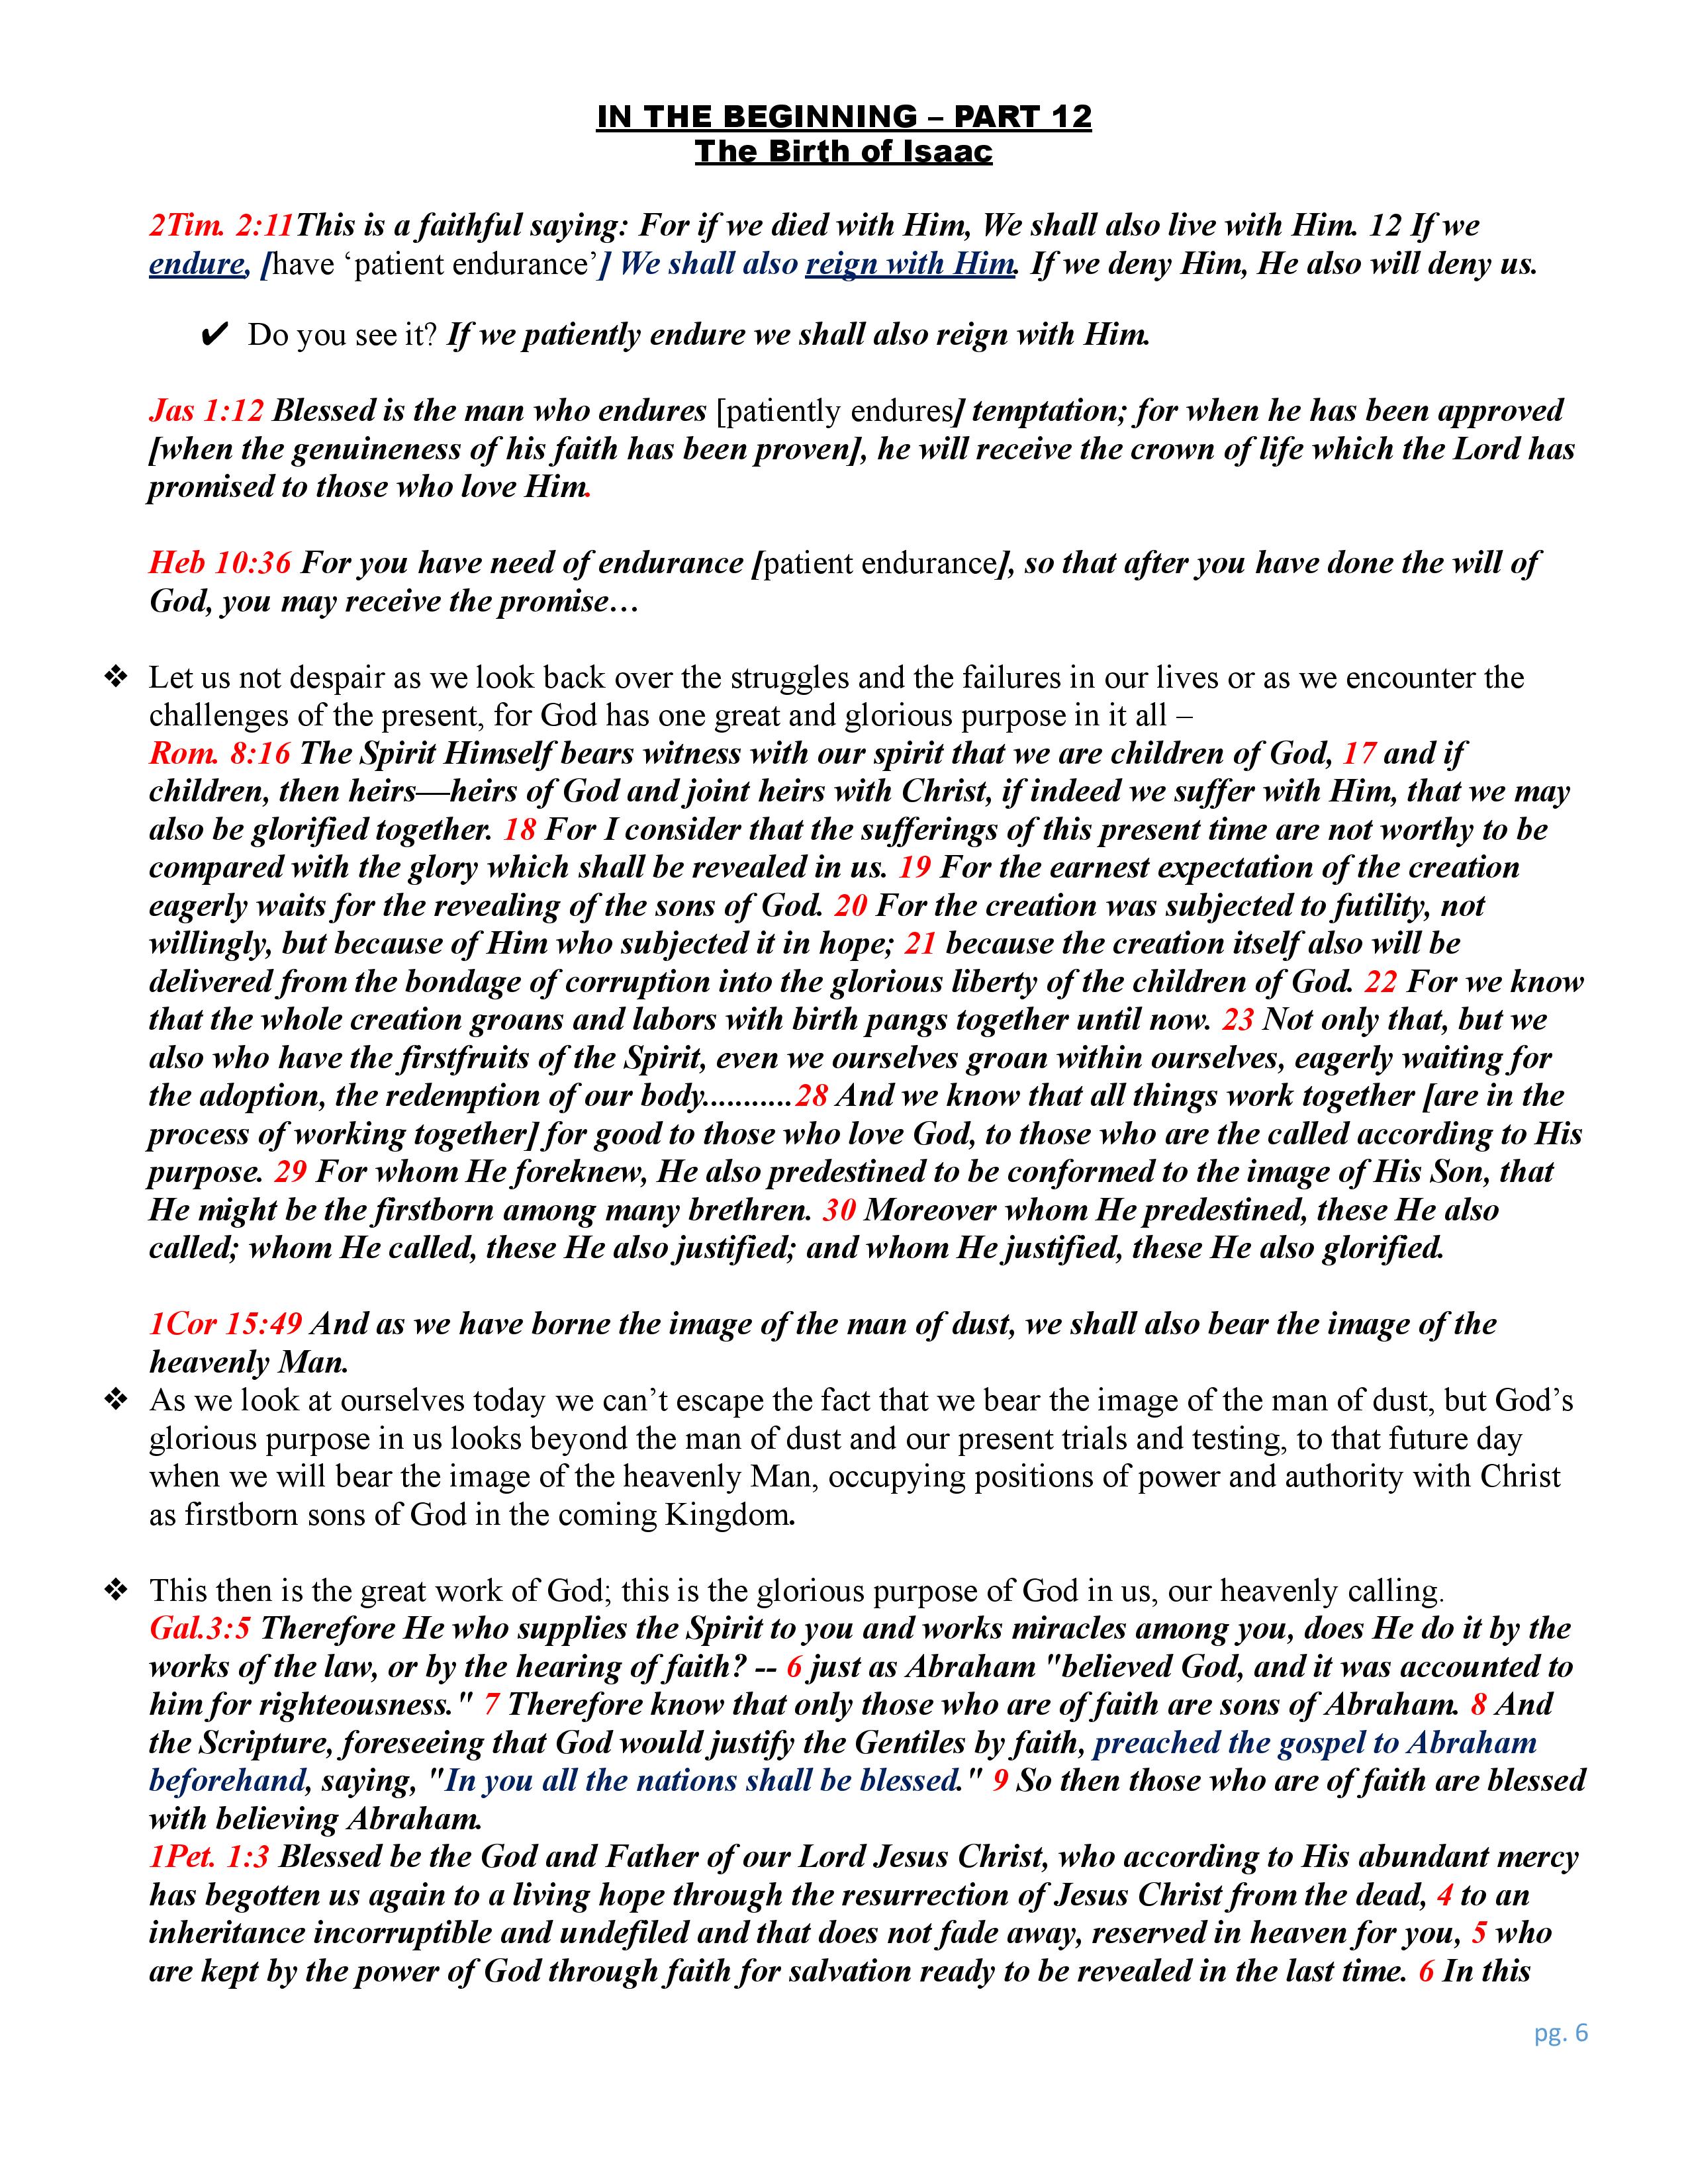 IN THE BEGINNING – PART 12
The Birth of Isaac
2Tim. 2:11This is a faithful saying: For if we died with Him, We shall also live with Him. 12 If we
endure, [have ‘patient endurance’] We shall also reign with Him. If we deny Him, He also will deny us.
✔ Do you see it? If we patiently endure we shall also reign with Him.
Jas 1:12 Blessed is the man who endures [patiently endures] temptation; for when he has been approved
[when the genuineness of his faith has been proven], he will receive the crown of life which the Lord has
promised to those who love Him.
Heb 10:36 For you have need of endurance [patient endurance], so that after you have done the will of
God, you may receive the promise…
❖ Let us not despair as we look back over the struggles and the failures in our lives or as we encounter the
challenges of the present, for God has one great and glorious purpose in it all –
Rom. 8:16 The Spirit Himself bears witness with our spirit that we are children of God, 17 and if
children, then heirs—heirs of God and joint heirs with Christ, if indeed we suffer with Him, that we may
also be glorified together. 18 For I consider that the sufferings of this present time are not worthy to be
compared with the glory which shall be revealed in us. 19 For the earnest expectation of the creation
eagerly waits for the revealing of the sons of God. 20 For the creation was subjected to futility, not
willingly, but because of Him who subjected it in hope; 21 because the creation itself also will be
delivered from the bondage of corruption into the glorious liberty of the children of God. 22 For we know
that the whole creation groans and labors with birth pangs together until now. 23 Not only that, but we
also who have the firstfruits of the Spirit, even we ourselves groan within ourselves, eagerly waiting for
the adoption, the redemption of our body...........28 And we know that all things work together [are in the
process of working together] for good to those who love God, to those who are the called according to His
purpose. 29 For whom He foreknew, He also predestined to be conformed to the image of His Son, that
He might be the firstborn among many brethren. 30 Moreover whom He predestined, these He also
called; whom He called, these He also justified; and whom He justified, these He also glorified.
1Cor 15:49 And as we have borne the image of the man of dust, we shall also bear the image of the
heavenly Man.
❖ As we look at ourselves today we can’t escape the fact that we bear the image of the man of dust, but God’s
glorious purpose in us looks beyond the man of dust and our present trials and testing, to that future day
when we will bear the image of the heavenly Man, occupying positions of power and authority with Christ
as firstborn sons of God in the coming Kingdom.
❖ This then is the great work of God; this is the glorious purpose of God in us, our heavenly calling.
Gal.3:5 Therefore He who supplies the Spirit to you and works miracles among you, does He do it by the
works of the law, or by the hearing of faith? -- 6 just as Abraham "believed God, and it was accounted to
him for righteousness." 7 Therefore know that only those who are of faith are sons of Abraham. 8 And
the Scripture, foreseeing that God would justify the Gentiles by faith, preached the gospel to Abraham
beforehand, saying, "In you all the nations shall be blessed." 9 So then those who are of faith are blessed
with believing Abraham.
1Pet. 1:3 Blessed be the God and Father of our Lord Jesus Christ, who according to His abundant mercy
has begotten us again to a living hope through the resurrection of Jesus Christ from the dead, 4 to an
inheritance incorruptible and undefiled and that does not fade away, reserved in heaven for you, 5 who
are kept by the power of God through faith for salvation ready to be revealed in the last time. 6 In this
pg. 6